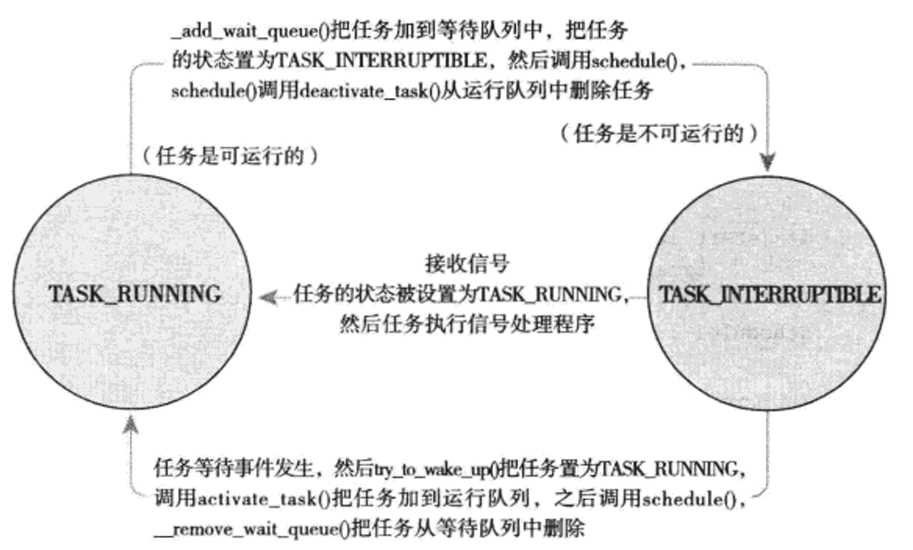 _add_wait_queue()把任务加到等待队列中，把任务
的状态置为TASK_INTERRUPTIBLE，然后调用schedule()，
schedule()调用deactivate_task()从运行队列中删除任务
（任务是不可运行的）
（任务是可运行的）
接收信号
TASK_RUNNING
任务的状态被设置为TASK_RUNNING，
TASK_INTERRUPTIBLE
然后任务执行信号处理程序
任务等待事件发生，然后try_to_wake_up()把任务置为TASK_RUNNING，
调用activate_task()把任务加到运行队列，之后调用schedule()，
__remove_wait_queue()把任务从等待队列中删除